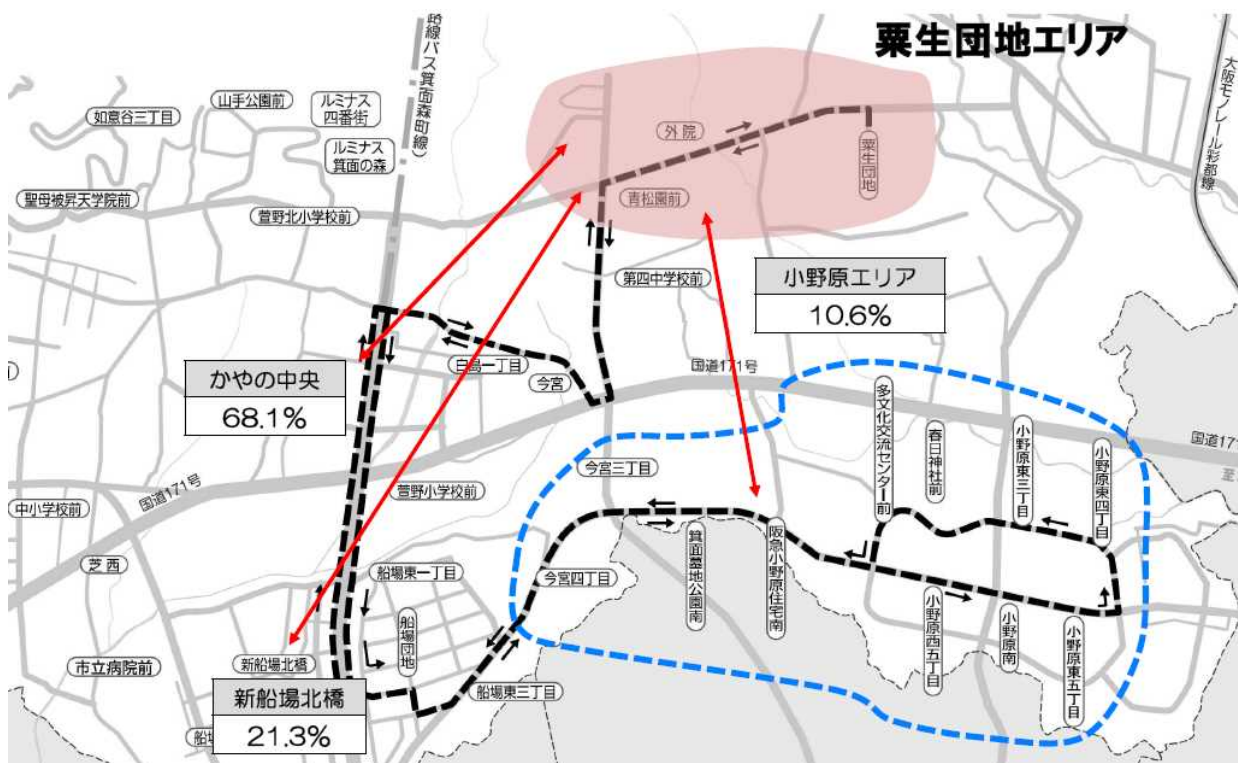 粟生団地エリア
路線バス箕面森町線)
大阪モノレール彩都線
山手公園前
ルミナス
四番街
如意谷三丁目
ルミナス
箕面の森
聖母被昇天学院前
萱野北小学校前
外院
粟生団地
青松園前
第四中学校前
小野原エリア
10.6%
国道171号
白島一丁目
今宮
かやの中央
68.1%
多文化交流センター前
春日神社前
小野原東三丁目
小野原東四丁目
国道17
至
今宮三丁目
萱野小学校前
国道171号
中小学校前
芝西
箕面墓地公園南
阪急小野原住宅南
今宮四丁目
船場東一丁目
船場団地
小野原西五丁目
小野原南
小野原東五丁目
市立病院前
新船場北橋
船場東三丁目
新船場北橋
21.3%
船